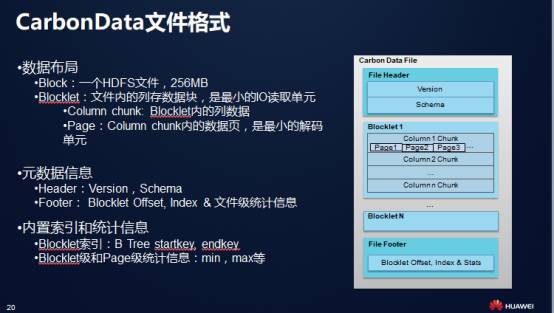 CarbonData文件格式
•数据布局
•Block：一个HDFS文件，256MB
•Blocklet：文件内的列存数据块，是最小的IO读取单元
•Column chunk: Blocklet内的列数据
•Page：Column chunk内的数据页，是最小的解码
单元
•元数据信息
•Header：Version，Schema
•Footer： Blocklet Offset, Index & 文件级统计信息
•内置索引和统计信息
•Blocklet索引：B Tree startkey, endkey
•Blocklet级和Page级统计信息：min，max等
Carbon Data File
File Header
Version
Schema
Blocklet 1
Column 1 Chunk
Page1 Page2 Page3 ...
Column 2 Chunk
...
Column n Chunk
...
Blocklet N
File Footer
Blocklet Offset, Index & Stats
20
HUAWEI